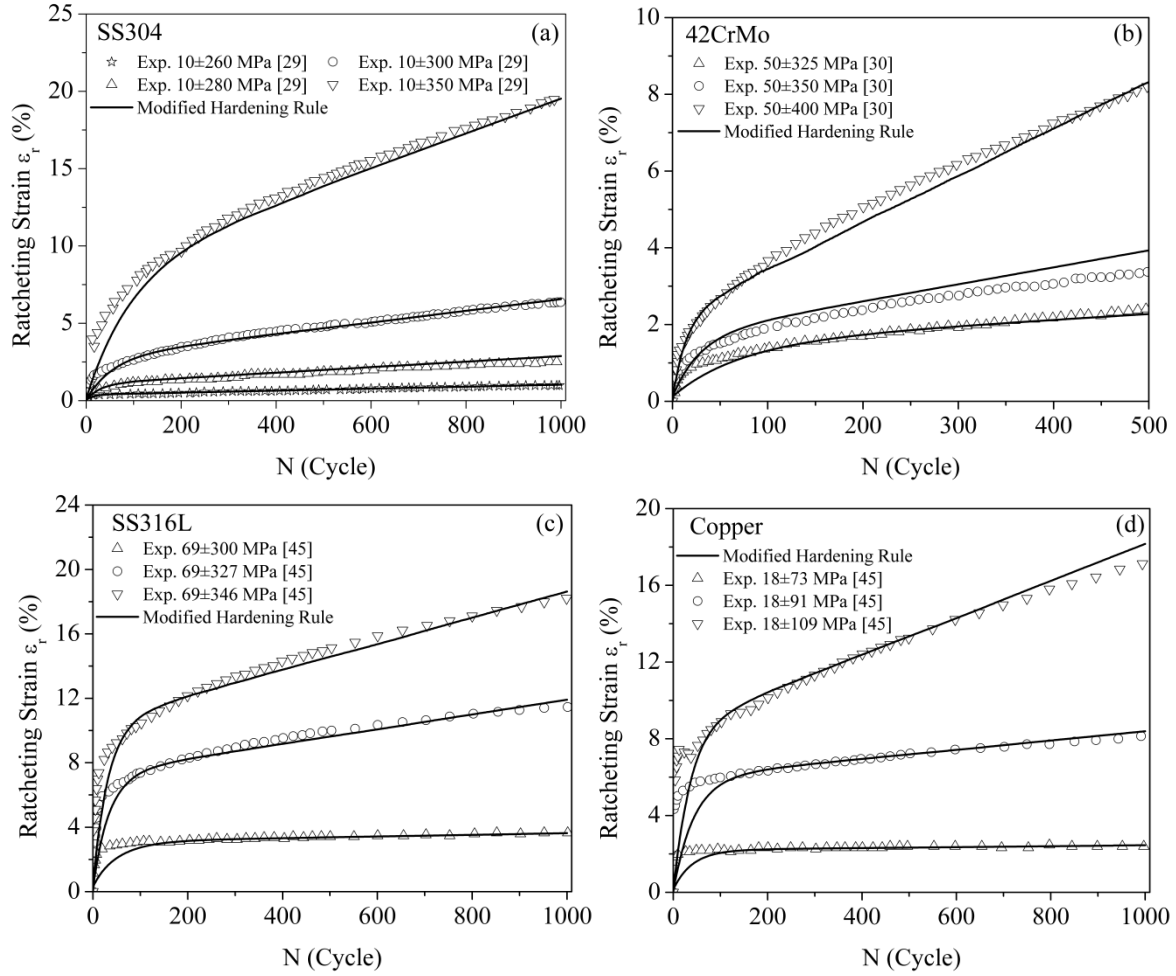 SS304
(a)
Exp. 10±260 MPa [29]
Exp. 10±300 MPa [29]
Exp. 10±280 MPa [29]
Exp. 10±350 MPa [29]
Modified Hardening Rule
25
20
15
10
5
0
Ratcheting Strain ε_r (%)
0 200 400 600 800 1000
N (Cycle)
42CrMo
(b)
Exp. 50±325 MPa [30]
Exp. 50±350 MPa [30]
Exp. 50±400 MPa [30]
Modified Hardening Rule
10
8
6
4
2
0
Ratcheting Strain ε_r (%)
0 100 200 300 400 500
N (Cycle)
SS316L
(c)
Exp. 69±300 MPa [45]
Exp. 69±327 MPa [45]
Exp. 69±346 MPa [45]
Modified Hardening Rule
24
20
16
12
8
4
0
Ratcheting Strain ε_r (%)
0 200 400 600 800 1000
N (Cycle)
Copper
(d)
Modified Hardening Rule
Exp. 18±73 MPa [45]
Exp. 18±91 MPa [45]
Exp. 18±109 MPa [45]
20
16
12
8
4
0
Ratcheting Strain ε_r (%)
0 200 400 600 800 1000
N (Cycle)